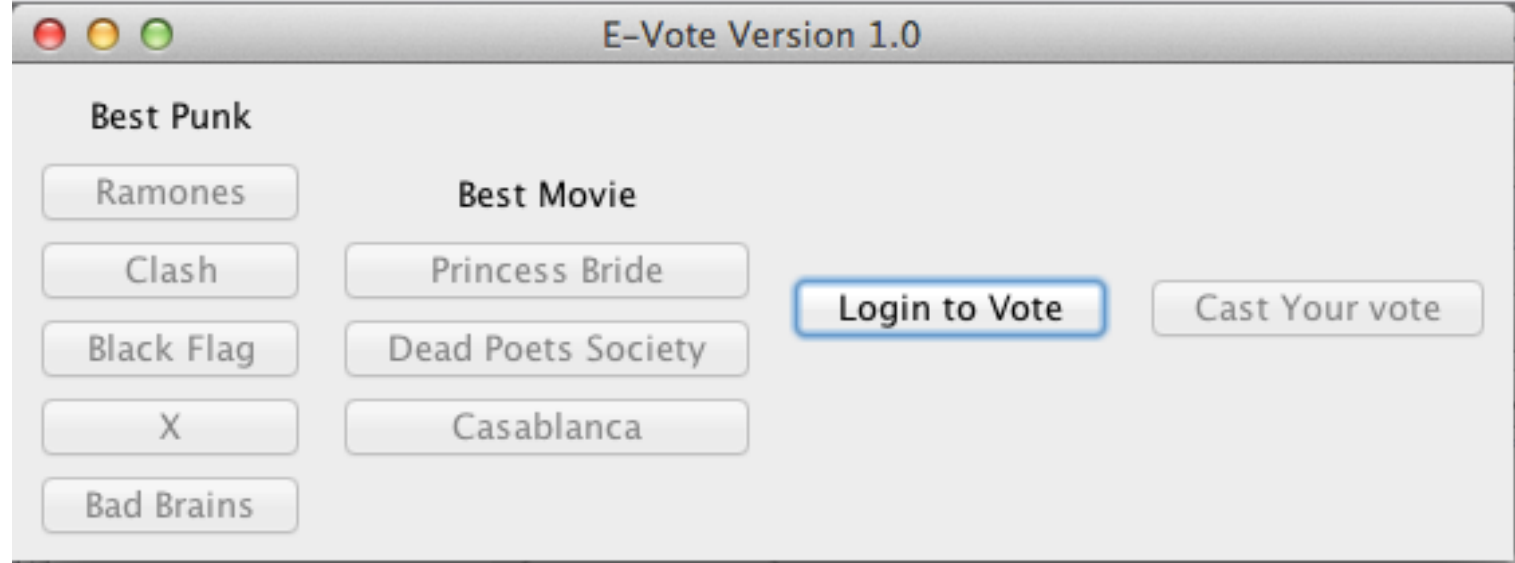 E-Vote Version 1.0
Best Punk
Ramones
Clash
Black Flag
X
Bad Brains
Best Movie
Princess Bride
Dead Poets Society
Casablanca
Login to Vote
Cast Your vote